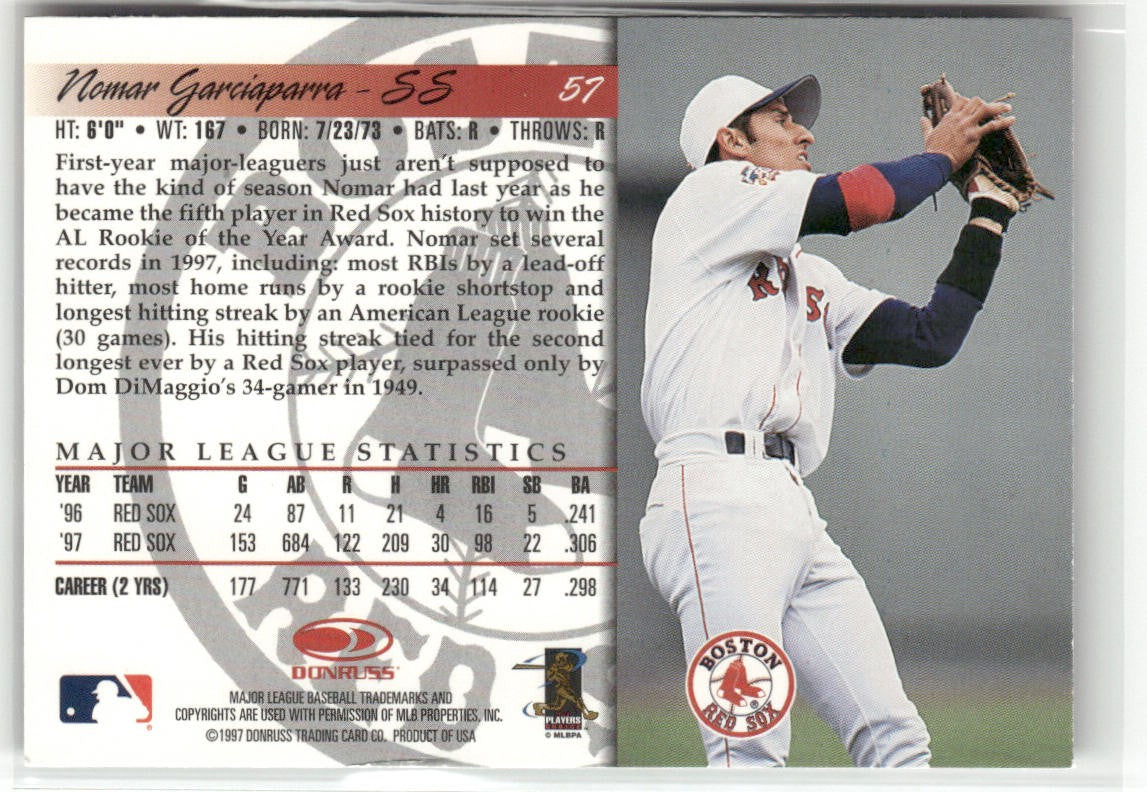 Nomar Garciaparra - SS 57
HT: 6'0" • WT: 167 • BORN: 7/23/73 • BATS: R • THROWS: R
First-year major-leaguers just aren't supposed to
have the kind of season Nomar had last year as he
became the fifth player in Red Sox history to win the
AL Rookie of the Year Award. Nomar set several
records in 1997, including: most RBIs by a lead-off
hitter, most home runs by a rookie shortstop and
longest hitting streak by an American League rookie
(30 games). His hitting streak tied for the second
longest ever by a Red Sox player, surpassed only by
Dom DiMaggio's 34-gamer in 1949.
MAJOR LEAGUE STATISTICS
YEAR TEAM G AB R H HR RBI SB BA
'96 RED SOX 24 87 11 21 4 16 5 .241
'97 RED SOX 153 684 122 209 30 98 22 .306
CAREER (2 YRS) 177 771 133 230 34 114 27 .298
DONRUSS
MAJOR LEAGUE BASEBALL TRADEMARKS AND
COPYRIGHTS ARE USED WITH PERMISSION OF MLB PROPERTIES, INC.
©1997 DONRUSS TRADING CARD CO. PRODUCT OF USA
PLAYERS
© MLBPA
BOSTON
RED SOX
®